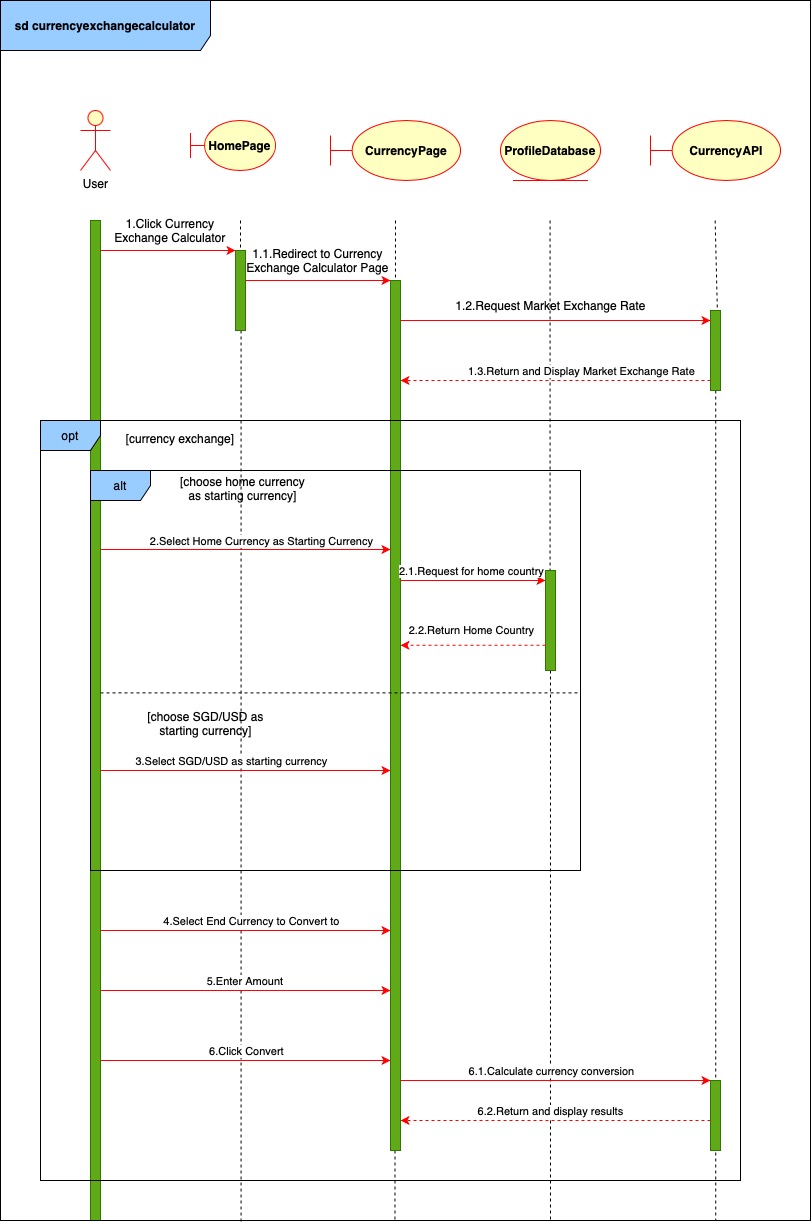 sd currencyexchangecalculator
User
HomePage
CurrencyPage
ProfileDatabase
CurrencyAPI
1.Click Currency
Exchange Calculator
1.1.Redirect to Currency
Exchange Calculator Page
1.2.Request Market Exchange Rate
1.3.Return and Display Market Exchange Rate
opt
[currency exchange]
alt
[choose home currency
as starting currency]
2.Select Home Currency as Starting Currency
2.1.Request for home country
2.2.Return Home Country
[choose SGD/USD as
starting currency]
3.Select SGD/USD as starting currency
4.Select End Currency to Convert to
5.Enter Amount
6.Click Convert
6.1.Calculate currency conversion
6.2.Return and display results